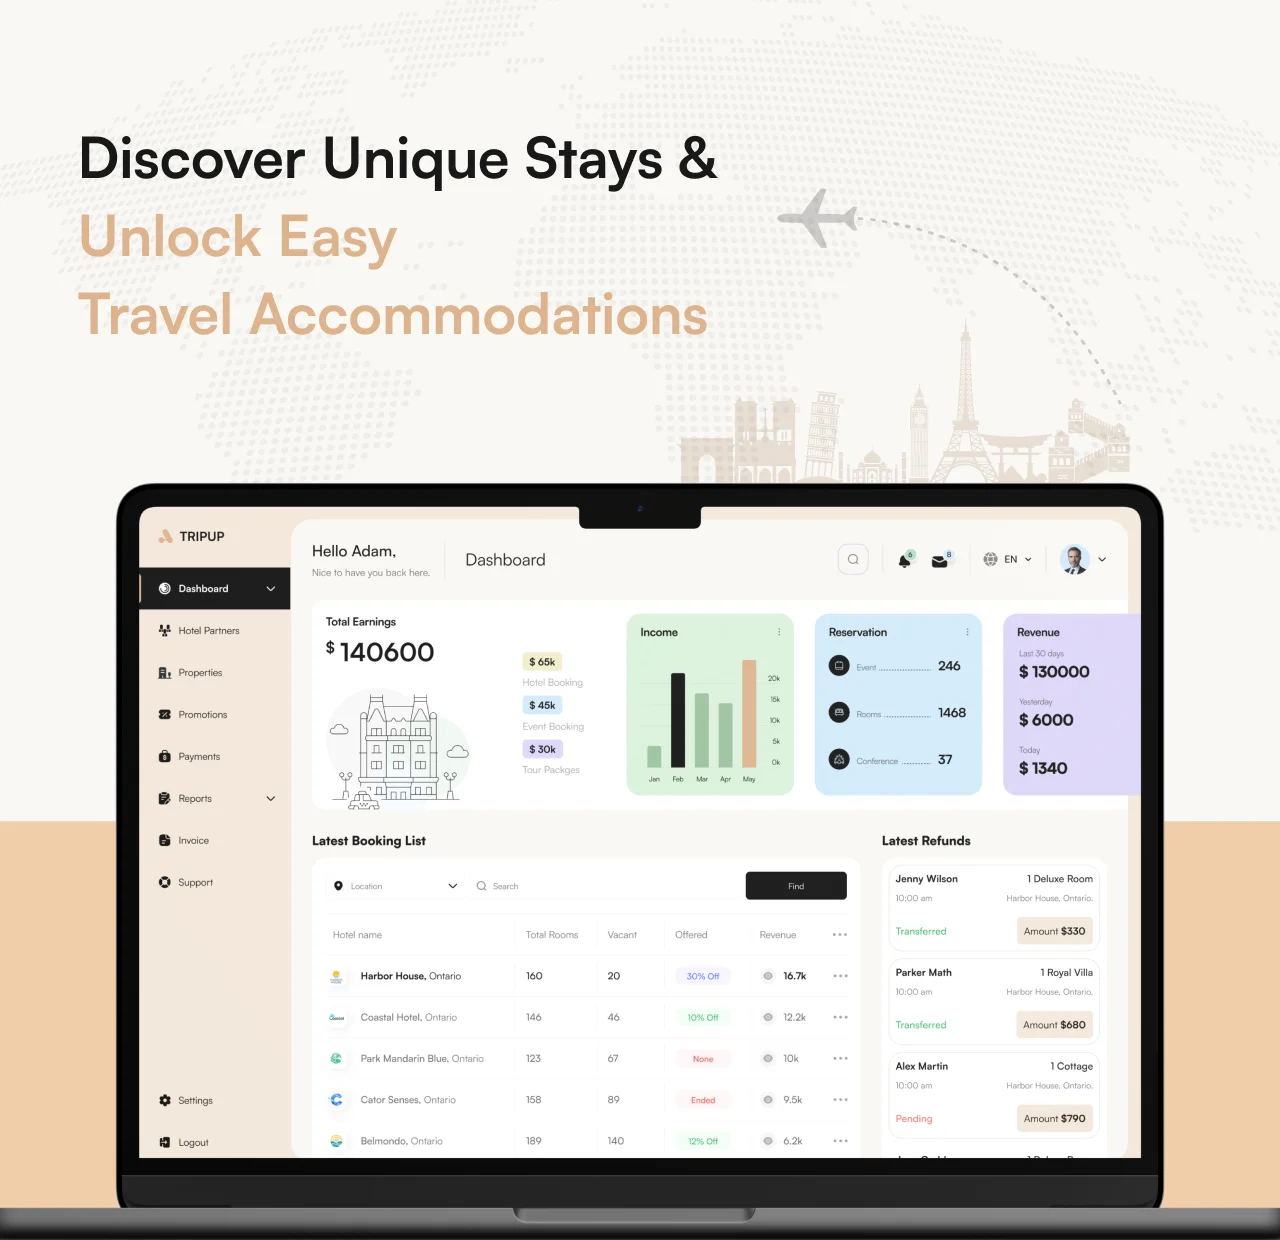 Discover Unique Stays &
Unlock Easy
Travel Accommodations
TRIPUP
Dashboard
Hotel Partners
Properties
Promotions
Payments
Reports
Invoice
Support
Settings
Logout
Hello Adam,
Nice to have you back here.
Dashboard
6
8
EN
Total Earnings
$ 140600
$ 65k
Hotel Booking
$ 45k
Event Booking
$ 30k
Tour Packges
Income
20k
15k
10k
5k
0k
Jan Feb Mar Apr May
Reservation
Event 246
Rooms 1468
Conference 37
Revenue
Last 30 days
$ 130000
Yesterday
$ 6000
Today
$ 1340
Latest Booking List
Location Search Find
Hotel name Total Rooms Vacant Offered Revenue
Harbor House, Ontario 160 20 30% Off 16.7k
Coastal Hotel, Ontario 146 46 10% Off 12.2k
Park Mandarin Blue, Ontario 123 67 None 10k
Cator Senses, Ontario 158 89 Ended 9.5k
Belmondo, Ontario 189 140 12% Off 6.2k
Latest Refunds
Jenny Wilson 1 Deluxe Room
10:00 am Harbor House, Ontario.
Transferred Amount $330
Parker Math 1 Royal Villa
10:00 am Harbor House, Ontario.
Transferred Amount $680
Alex Martin 1 Cottage
10:00 am Harbor House, Ontario.
Pending Amount $790